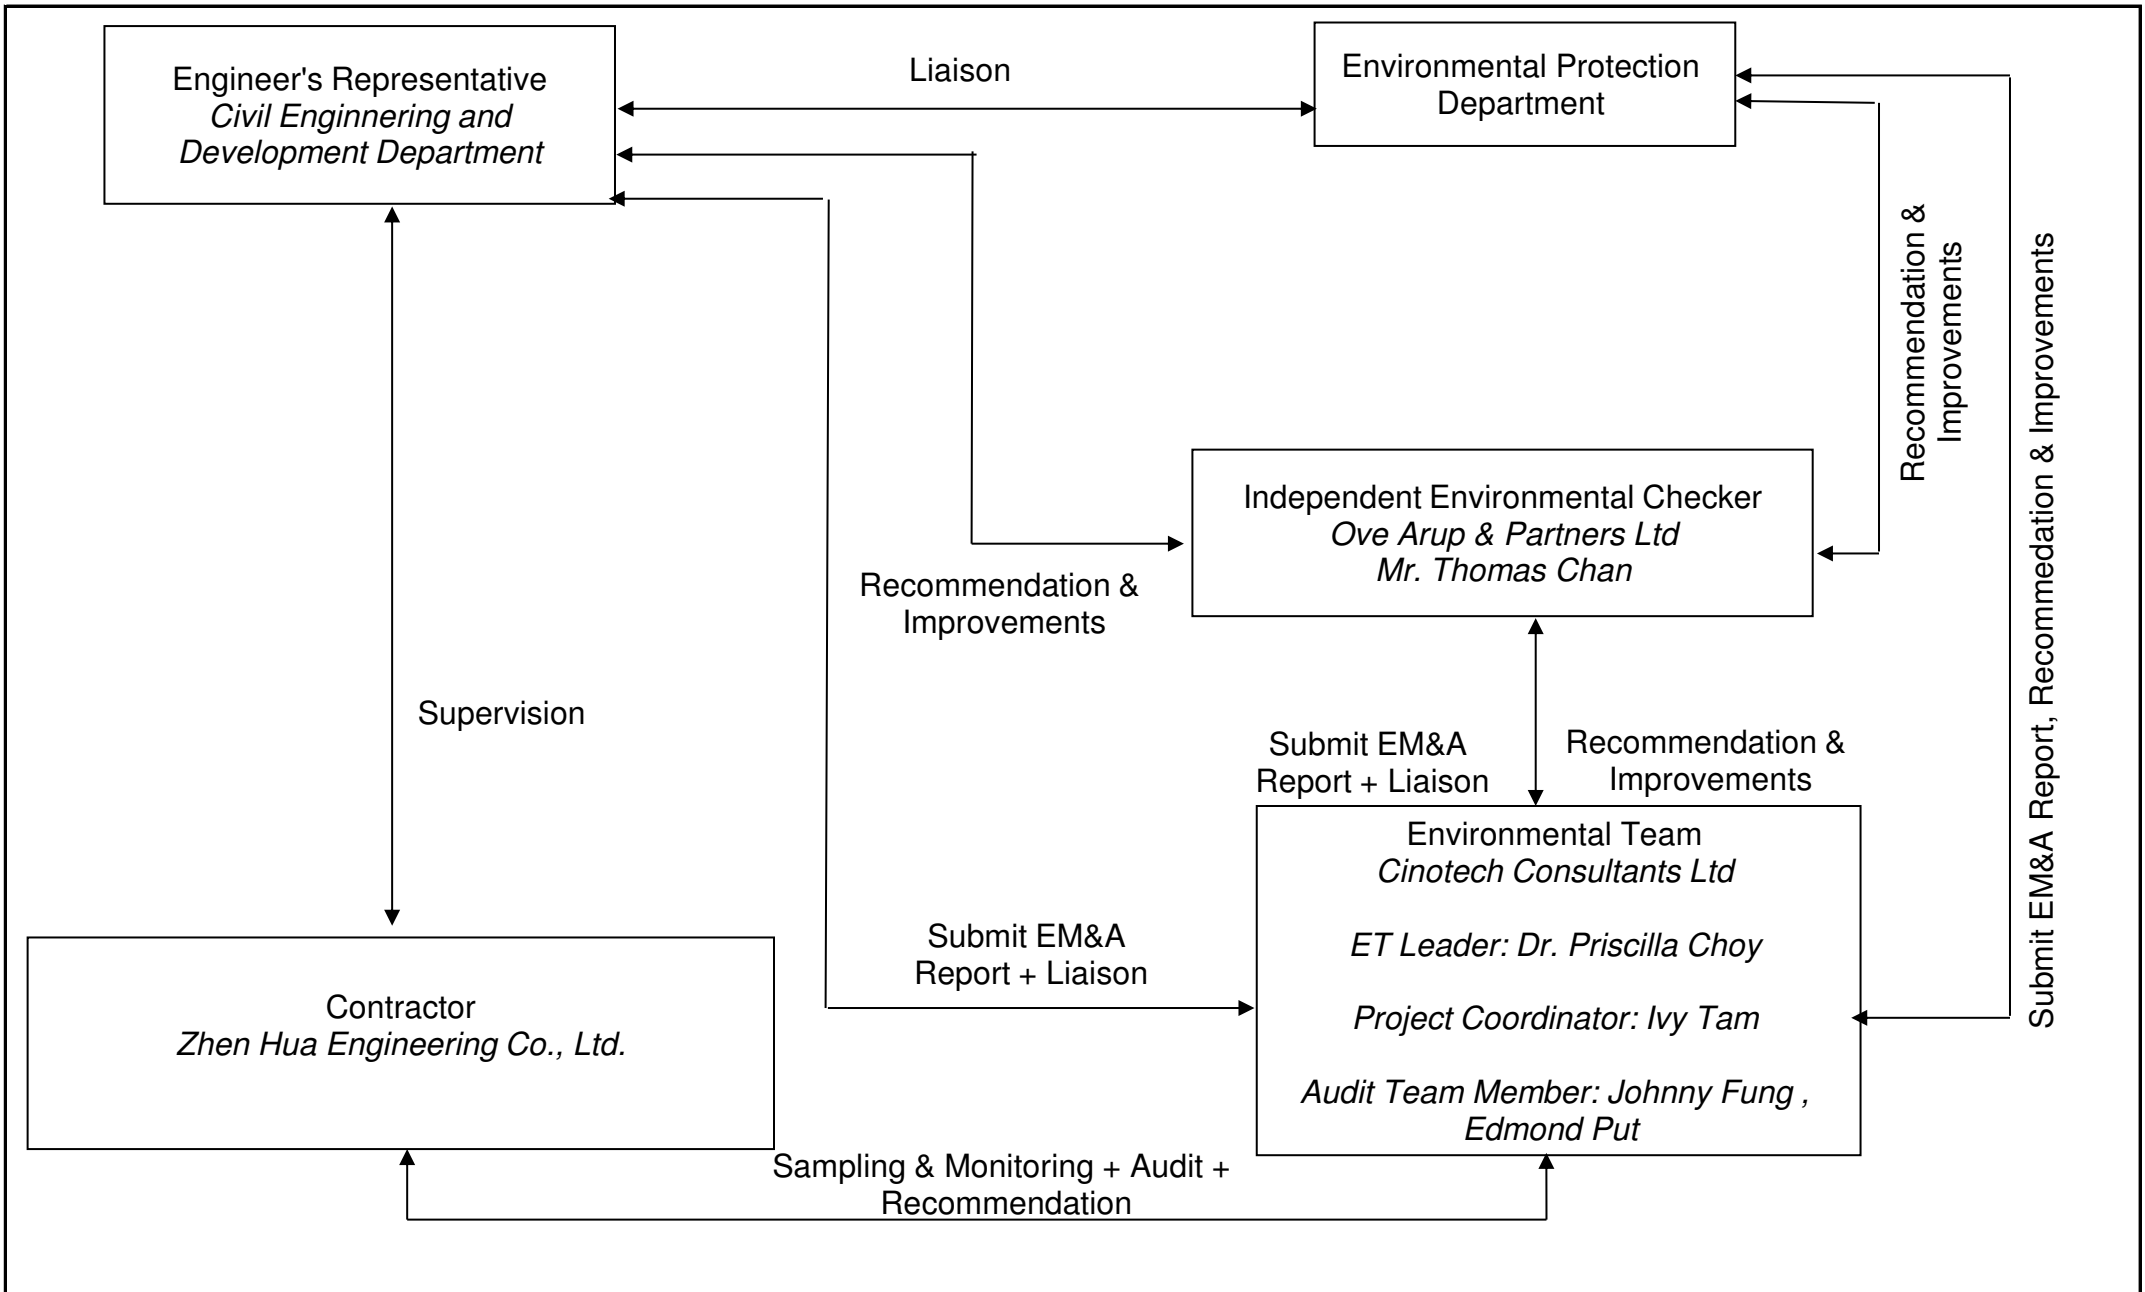 Engineer's Representative
Civil Enginnering and
Development Department
Liaison
Environmental Protection
Department
Recommendation &
Improvements
Submit EM&A Report, Recommedation & Improvements
Independent Environmental Checker
Ove Arup & Partners Ltd
Mr. Thomas Chan
Recommendation &
Improvements
Supervision
Submit EM&A
Report + Liaison
Recommendation &
Improvements
Environmental Team
Cinotech Consultants Ltd
ET Leader: Dr. Priscilla Choy
Project Coordinator: Ivy Tam
Audit Team Member: Johnny Fung ,
Edmond Put
Submit EM&A
Report + Liaison
Contractor
Zhen Hua Engineering Co., Ltd.
Sampling & Monitoring + Audit +
Recommendation